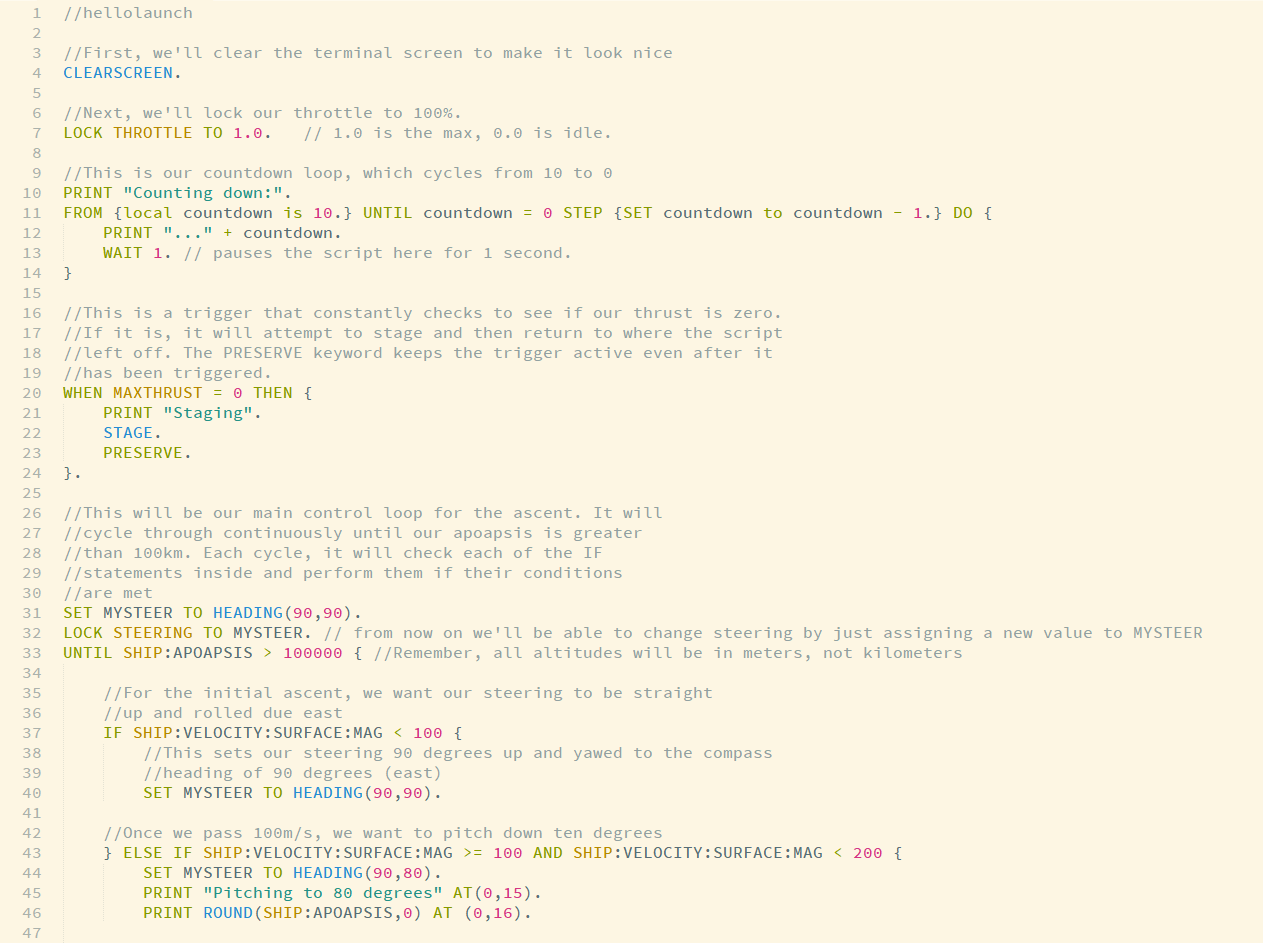 1 //hellolaunch
2
3 //First, we'll clear the terminal screen to make it look nice
4 CLEARSCREEN.
5
6 //Next, we'll lock our throttle to 100%.
7 LOCK THROTTLE TO 1.0.   // 1.0 is the max, 0.0 is idle.
8
9 //This is our countdown loop, which cycles from 10 to 0
10 PRINT "Counting down:".
11 FROM {local countdown is 10.} UNTIL countdown = 0 STEP {SET countdown to countdown - 1.} DO {
12     PRINT "..." + countdown.
13     WAIT 1. // pauses the script here for 1 second.
14 }
15
16 //This is a trigger that constantly checks to see if our thrust is zero.
17 //If it is, it will attempt to stage and then return to where the script
18 //left off. The PRESERVE keyword keeps the trigger active even after it
19 //has been triggered.
20 WHEN MAXTHRUST = 0 THEN {
21     PRINT "Staging".
22     STAGE.
23     PRESERVE.
24 }.
25
26 //This will be our main control loop for the ascent. It will
27 //cycle through continuously until our apoapsis is greater
28 //than 100km. Each cycle, it will check each of the IF
29 //statements inside and perform them if their conditions
30 //are met
31 SET MYSTEER TO HEADING(90,90).
32 LOCK STEERING TO MYSTEER. // from now on we'll be able to change steering by just assigning a new value to MYSTEER
33 UNTIL SHIP:APOAPSIS > 100000 { //Remember, all altitudes will be in meters, not kilometers
34
35     //For the initial ascent, we want our steering to be straight
36     //up and rolled due east
37     IF SHIP:VELOCITY:SURFACE:MAG < 100 {
38         //This sets our steering 90 degrees up and yawed to the compass
39         //heading of 90 degrees (east)
40         SET MYSTEER TO HEADING(90,90).
41
42     //Once we pass 100m/s, we want to pitch down ten degrees
43     } ELSE IF SHIP:VELOCITY:SURFACE:MAG >= 100 AND SHIP:VELOCITY:SURFACE:MAG < 200 {
44         SET MYSTEER TO HEADING(90,80).
45         PRINT "Pitching to 80 degrees" AT(0,15).
46         PRINT ROUND(SHIP:APOAPSIS,0) AT (0,16).
47